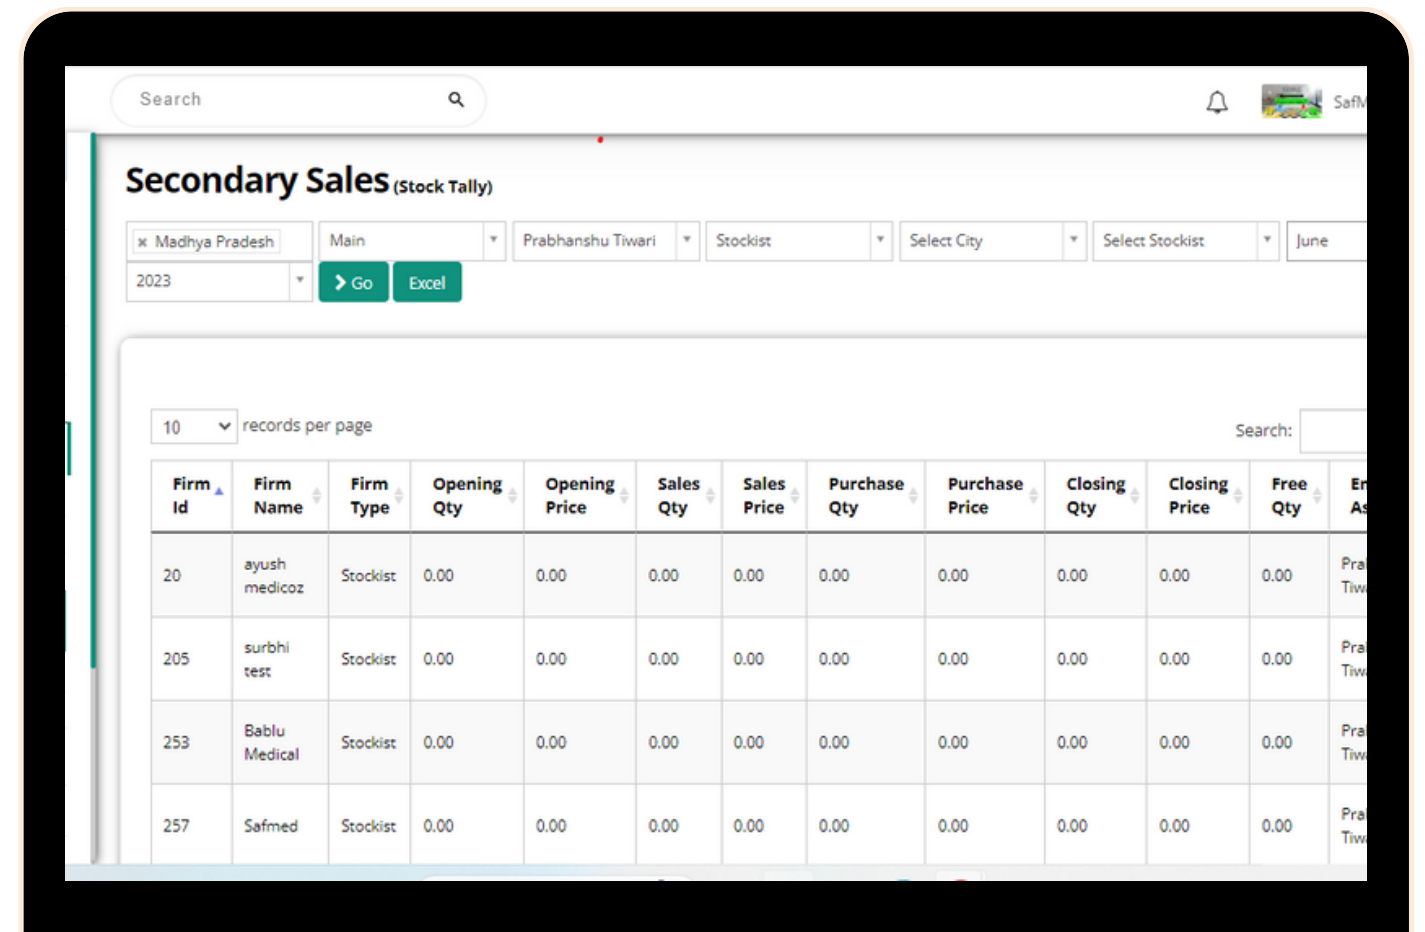 Search
SafM
Secondary Sales (Stock Tally)
× Madhya Pradesh Main Prabhanshu Tiwari Stockist Select City Select Stockist June
2023 Go Excel
10 records per page
Search:
Firm Id Firm Name Firm Type Opening Qty Opening Price Sales Qty Sales Price Purchase Qty Purchase Price Closing Qty Closing Price Free Qty
20 ayush medicoz Stockist 0.00 0.00 0.00 0.00 0.00 0.00 0.00 0.00 0.00
205 surbhi test Stockist 0.00 0.00 0.00 0.00 0.00 0.00 0.00 0.00 0.00
253 Bablu Medical Stockist 0.00 0.00 0.00 0.00 0.00 0.00 0.00 0.00 0.00
257 Safmed Stockist 0.00 0.00 0.00 0.00 0.00 0.00 0.00 0.00 0.00